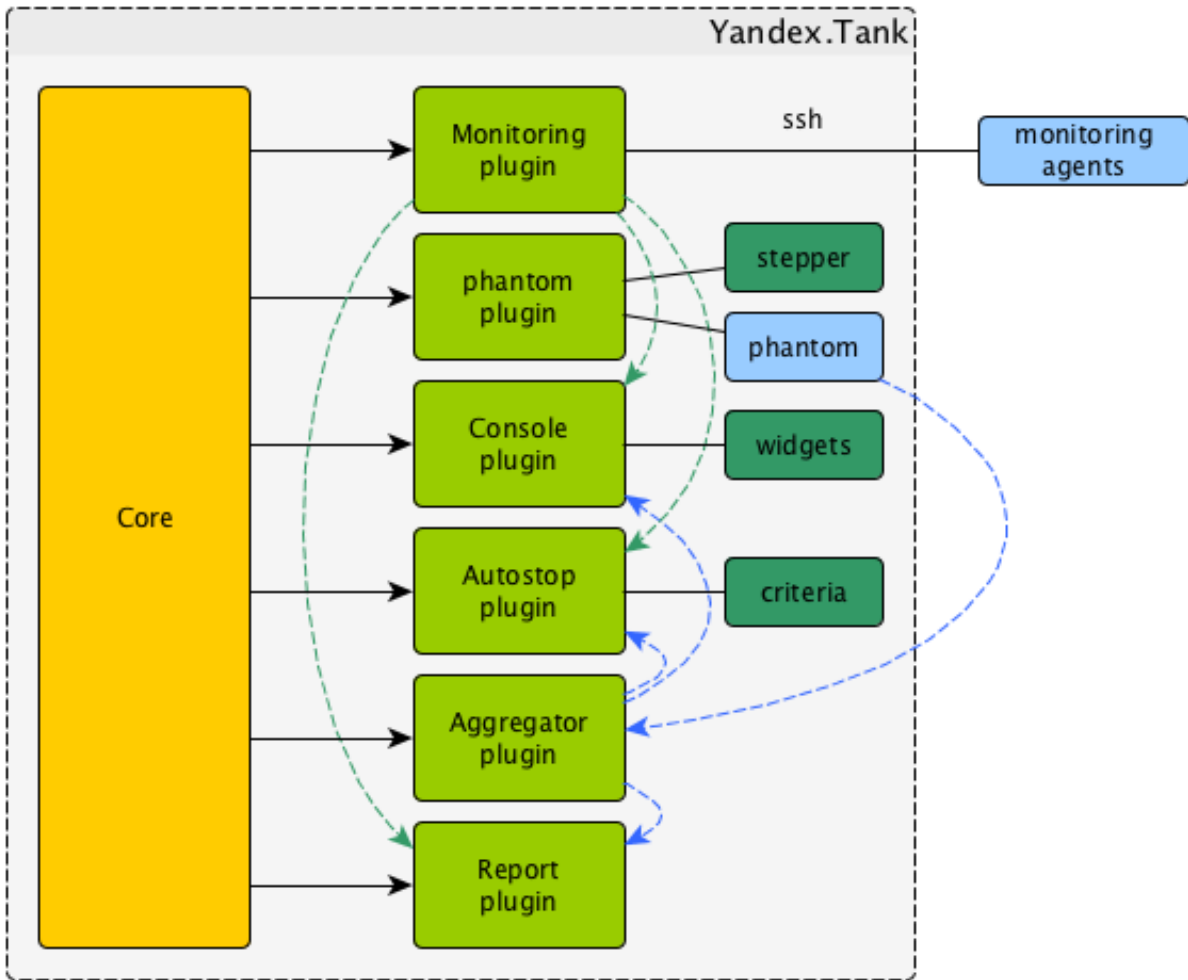 Yandex.Tank
Core
Monitoring
plugin
ssh
monitoring
agents
phantom
plugin
stepper
phantom
Console
plugin
widgets
Autostop
plugin
criteria
Aggregator
plugin
Report
plugin